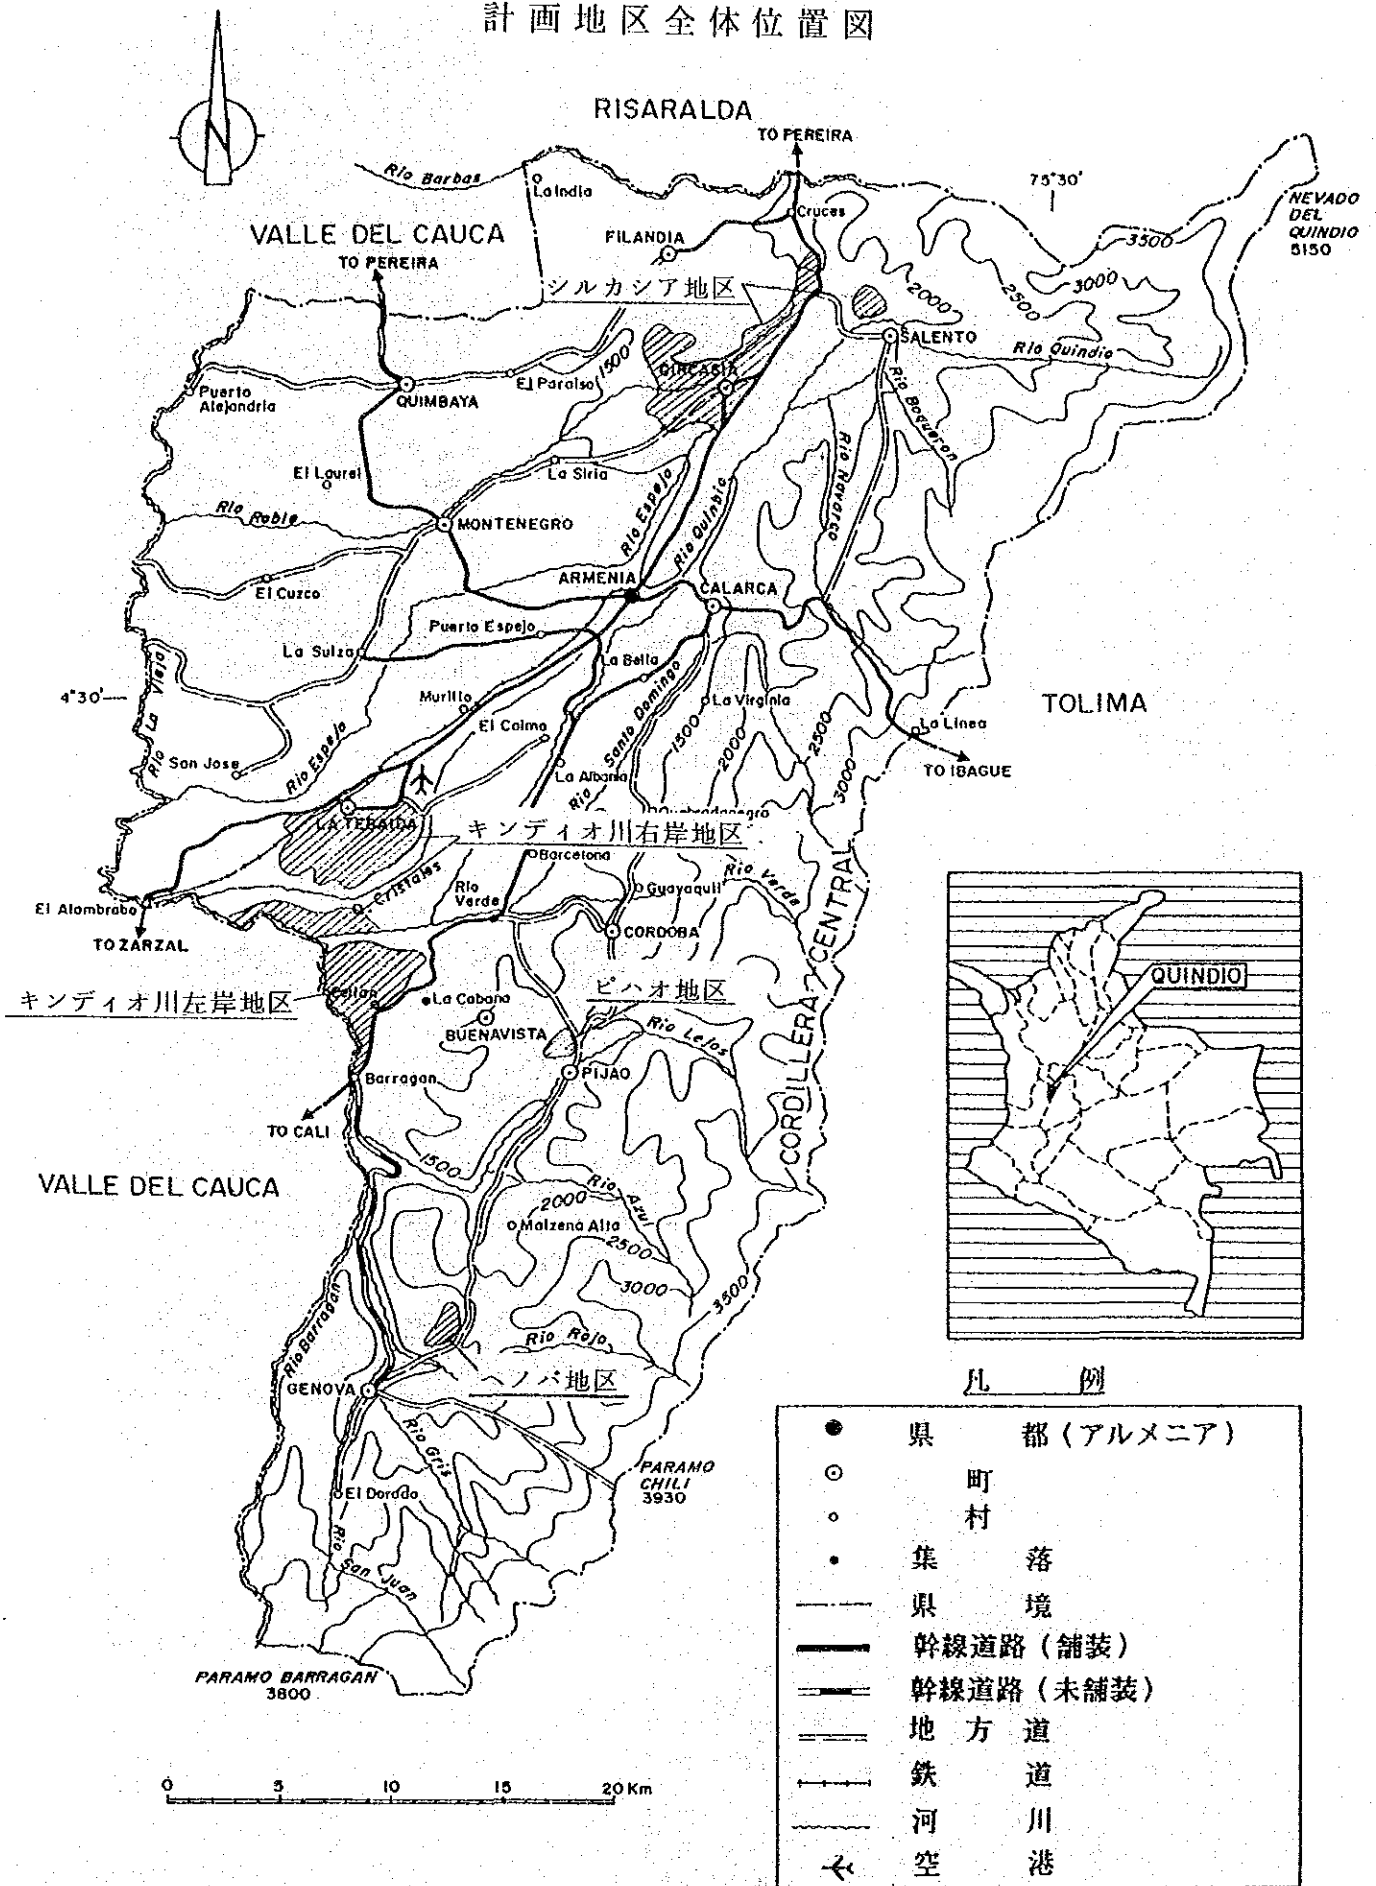 計画地区全体位置図
RISARALDA
TO PEREIRA
Rio Barbas
La India
75°30'
Cruces
NEVADO
DEL
QUINDIO
5150
VALLE DEL CAUCA
FILANDIA
3500
TO PEREIRA
シルカシア地区
2000
2500
3000
SALENTO
Rio Quindio
1500
CIRCASIA
El Paraiso
Puerto
Alejandria
QUIMBAYA
Rio Boqueron
Rio Navarco
El Laurel
La Siria
Rio Espejo
Rio Quindio
Rio Roble
MONTENEGRO
ARMENIA
CALARCA
El Cuzco
Puerto Espejo
La Suiza
La Bella
4°30'
Rio La Vieja
Murillo
La Virginia
TOLIMA
El Caimo
Rio Santo Domingo
1500
2000
2500
3000
La Linea
San Jose
Rio Espejo
La Albania
TO IBAGUE
LA TEBAIDA
キンディオ川右岸地区
Barcelona
Cristales
Rio
Verde
Guayaquil
Rio Verde
El Alambrado
CORDOBA
TO ZARZAL
CORDILLERA CENTRAL
QUINDIO
キンディオ川左岸地区
La Cabana
ピハオ地区
BUENAVISTA
Rio Lejos
Barragan
PIJAO
TO CALI
1500
VALLE DEL CAUCA
Rio Azul
2000
Maizena Alta
2500
3000
3500
Rio Barragan
Rio Rojo
GENOVA
ヘノバ地区
凡例
Rio Gris
県都(アルメニア)
PARAMO
CHILI
3930
町
El Dorado
村
Rio San Juan
集落
県境
幹線道路(舗装)
PARAMO BARRAGAN
3800
幹線道路(未舗装)
地方道
鉄道
0 5 10 15 20 Km
河川
空港